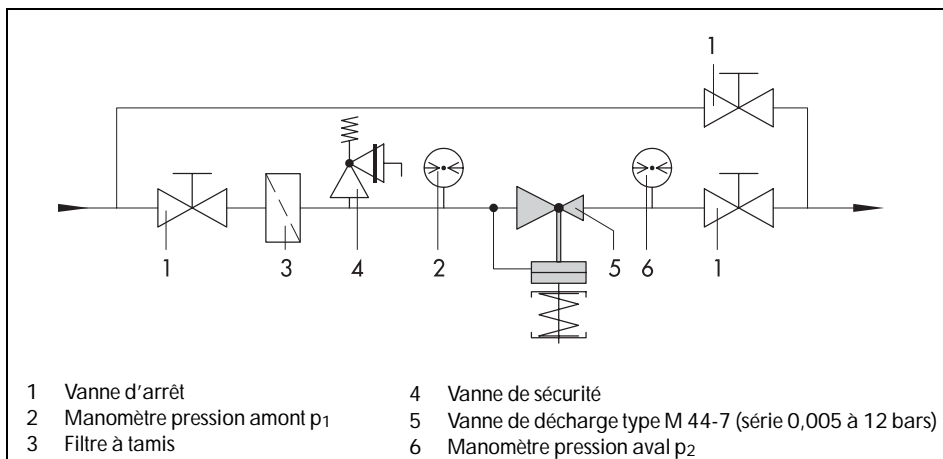 1
1 3 4 2 5 6 1
1 Vanne d'arrêt
2 Manomètre pression amont p1
3 Filtre à tamis
4 Vanne de sécurité
5 Vanne de décharge type M 44-7 (série 0,005 à 12 bars)
6 Manomètre pression aval p2